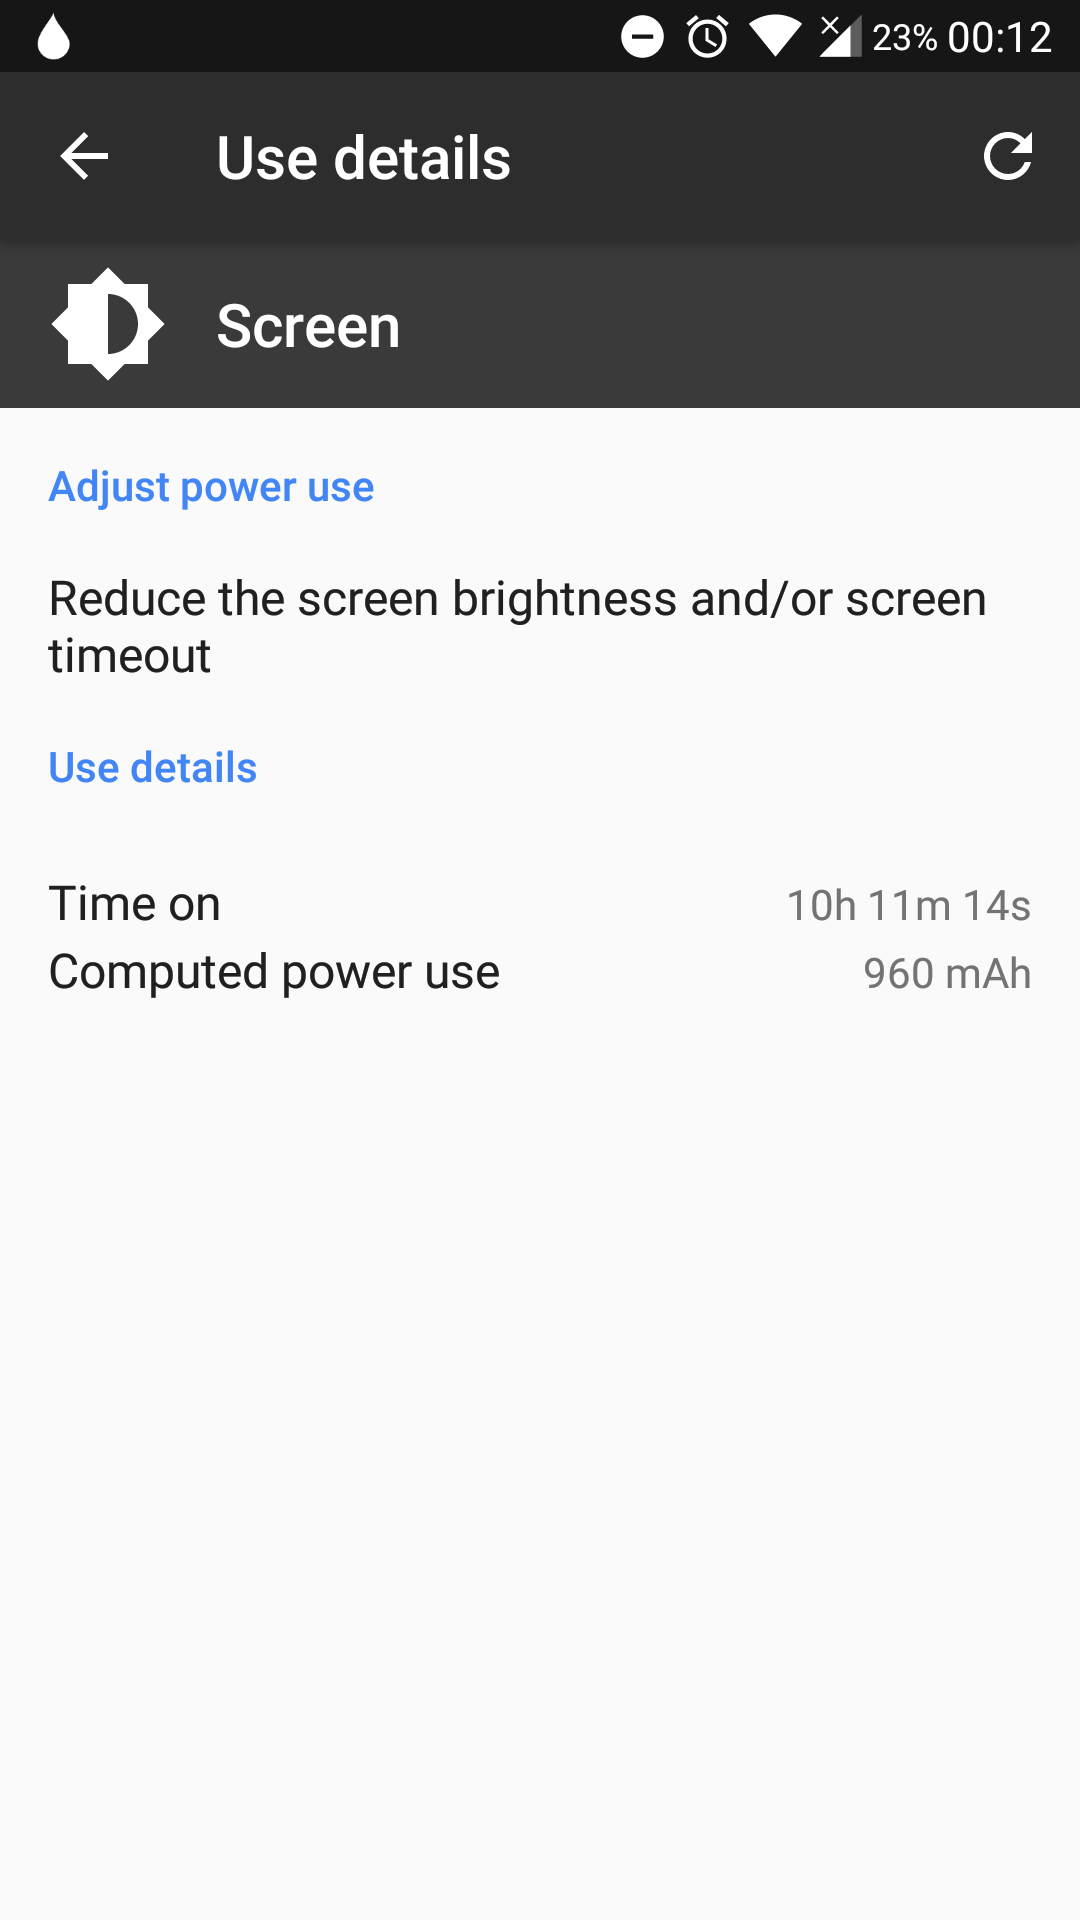 23% 00:12
Use details
Screen
Adjust power use
Reduce the screen brightness and/or screen
timeout
Use details
Time on 10h 11m 14s
Computed power use 960 mAh